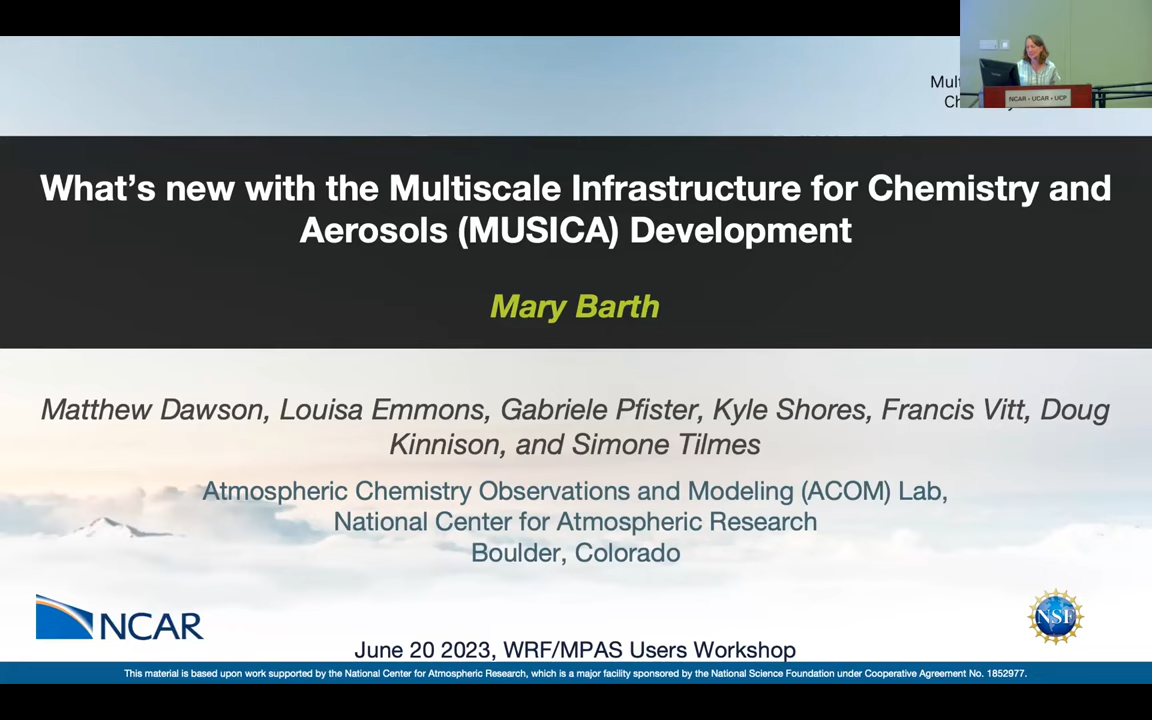 NCAR • UCAR • UCP
What's new with the Multiscale Infrastructure for Chemistry and
Aerosols (MUSICA) Development
Mary Barth
Matthew Dawson, Louisa Emmons, Gabriele Pfister, Kyle Shores, Francis Vitt, Doug
Kinnison, and Simone Tilmes
Atmospheric Chemistry Observations and Modeling (ACOM) Lab,
National Center for Atmospheric Research
Boulder, Colorado
NCAR
NSF
June 20 2023, WRF/MPAS Users Workshop
This material is based upon work supported by the National Center for Atmospheric Research, which is a major facility sponsored by the National Science Foundation under Cooperative Agreement No. 1852977.